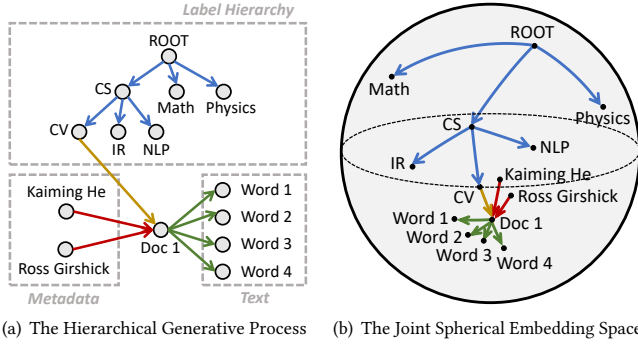 Label Hierarchy
ROOT
CS
Math
Physics
CV
IR
NLP
Kaiming He
Ross Girshick
Metadata
Doc 1
Word 1
Word 2
Word 3
Word 4
Text
(a) The Hierarchical Generative Process
ROOT
Math
Physics
CS
IR
NLP
CV
Kaiming He
Ross Girshick
Word 1
Doc 1
Word 2
Word 3
Word 4
(b) The Joint Spherical Embedding Space